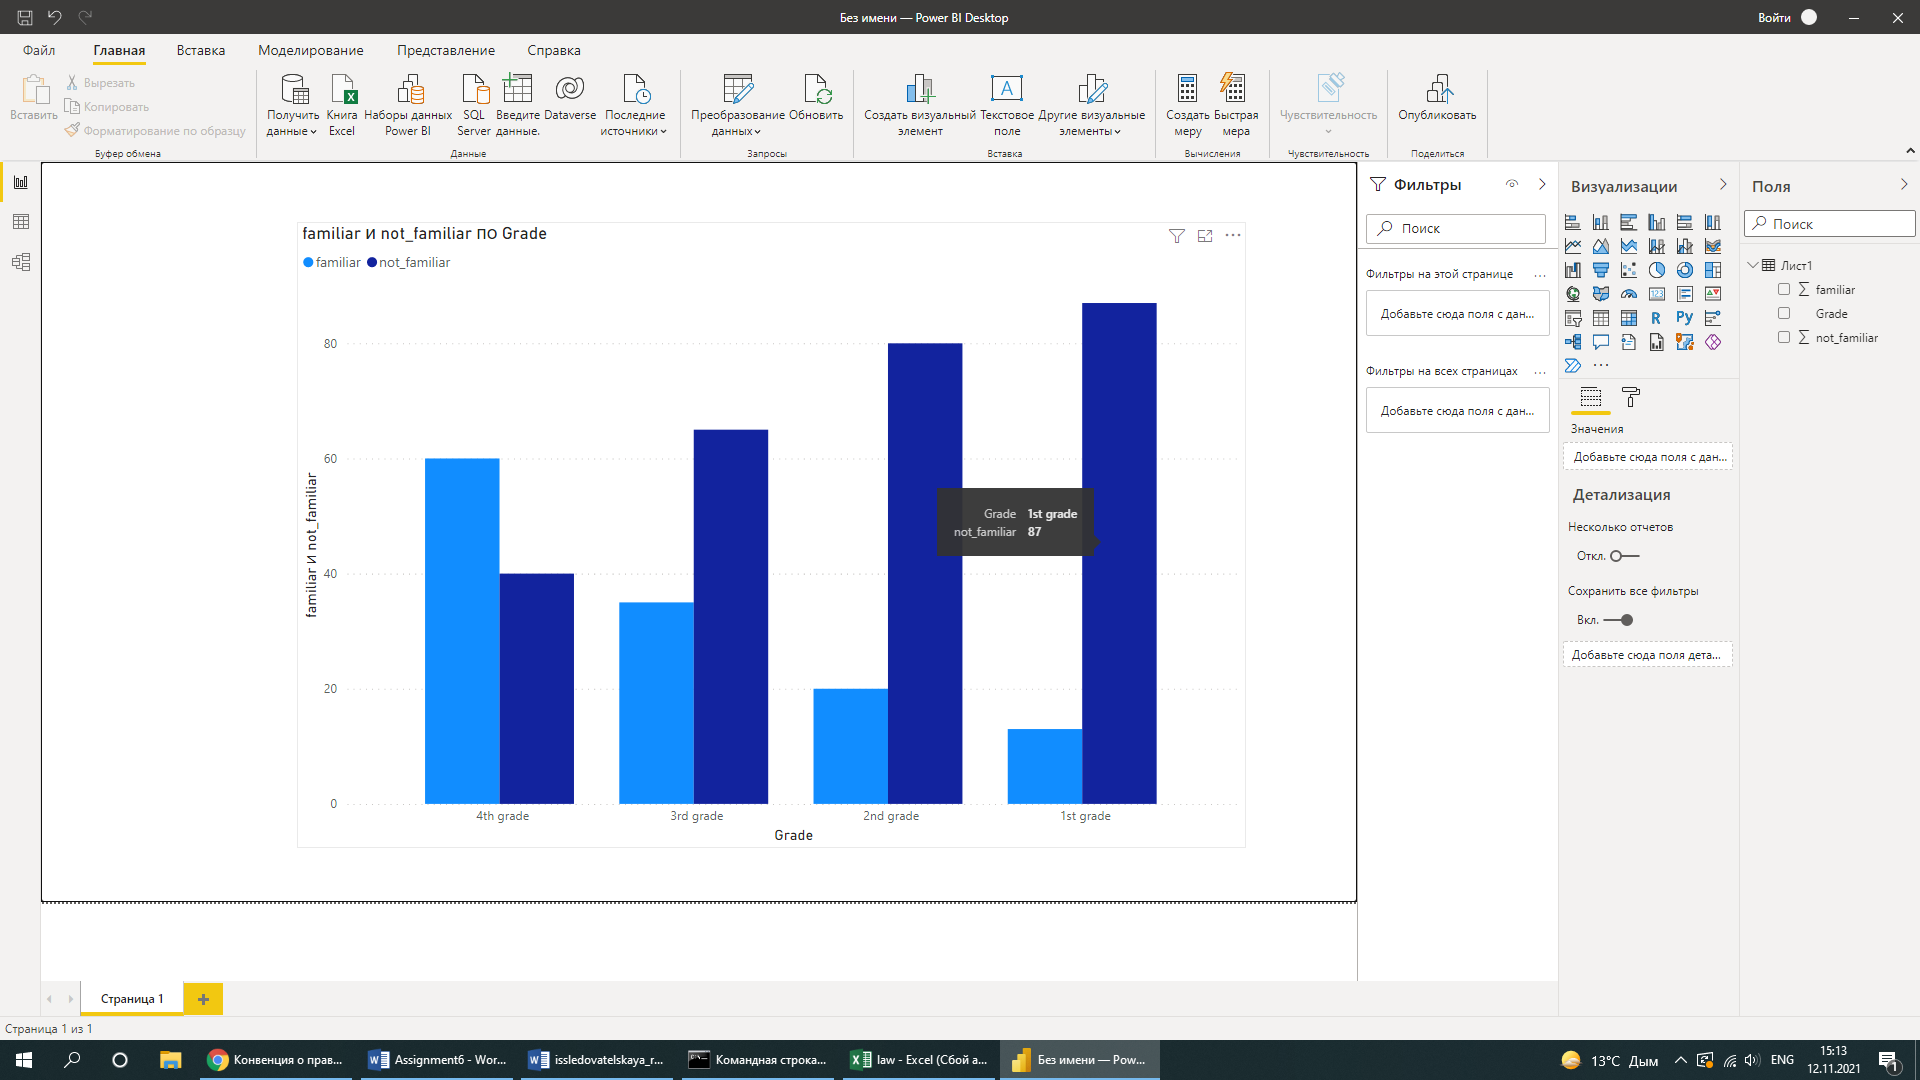 Без имени — Power BI Desktop
Войти
Файл
Главная
Вставка
Моделирование
Представление
Справка
Вставить
Вырезать
Копировать
Форматирование по образцу
Буфер обмена
Получить данные
Книга Excel
Наборы данных Power BI
SQL Server
Введите данные.
Dataverse
Последние источники
Данные
Преобразование данных
Обновить
Запросы
Создать визуальный элемент
Текстовое поле
Другие визуальные элементы
Вставка
Создать меру
Быстрая мера
Вычисления
Чувствительность
Чувствительность
Опубликовать
Поделиться
familiar и not_familiar по Grade
familiar not_familiar
familiar и not_familiar
80
60
40
20
0
4th grade
3rd grade
2nd grade
1st grade
Grade
Grade 1st grade
not_familiar 87
Фильтры
Поиск
Фильтры на этой странице ...
Добавьте сюда поля с дан...
Фильтры на всех страницах ...
Добавьте сюда поля с дан...
Визуализации
123
R
Py
...
Значения
Добавьте сюда поля с дан...
Детализация
Несколько отчетов
Откл.
Сохранить все фильтры
Вкл.
Добавьте сюда поля дета...
Поля
Поиск
Лист1
familiar
Grade
not_familiar
Страница 1
Страница 1 из 1
Конвенция о прав...
Assignment6 - Wor...
issledovatelskaya_r...
Командная строка...
law - Excel (Сбой а...
Без имени — Pow...
13°C Дым
ENG
15:13
12.11.2021
1